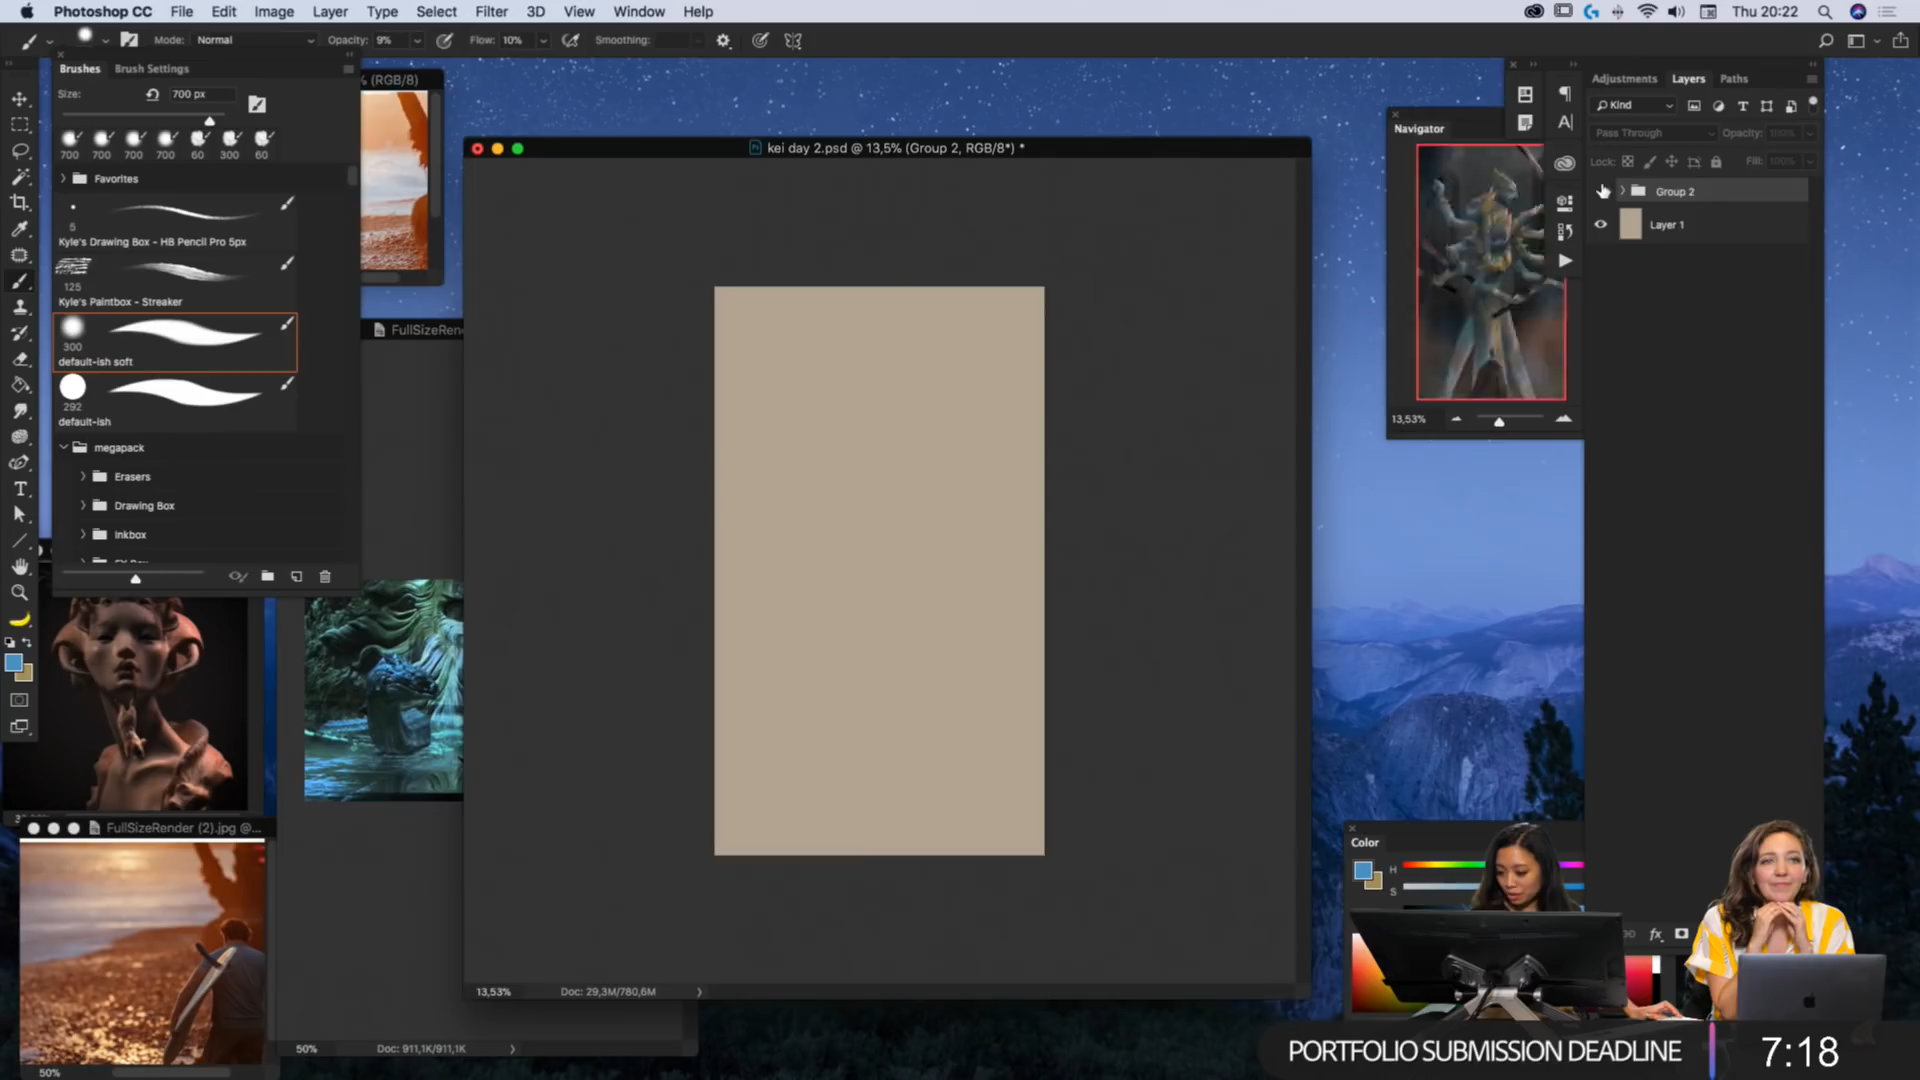 Photoshop CC File Edit Image Layer Type Select Filter 3D View Window Help Thu 20:22
Mode: Normal Opacity: 9% Flow: 10% Smoothing:
Brushes Brush Settings
Size: 700 px
700 700 700 700 60 300 60
Favorites
5
Kyle's Drawing Box - HB Pencil Pro 5px
125
Kyle's Paintbox - Streaker
300
default-ish soft
292
default-ish
megapack
Erasers
Drawing Box
Inkbox
% (RGB/8)
FullSizeRen
kei day 2.psd @ 13,5% (Group 2, RGB/8*) *
13,53% Doc: 29,3M/780,6M
50% Doc: 911,1K/911,1K
FullSizeRender (2).jpg @...
50%
Navigator
13,53%
Adjustments Layers Paths
Kind
Pass Through Opacity: 100%
Lock: Fill: 100%
Group 2
Layer 1
Color
H
S
fx
PORTFOLIO SUBMISSION DEADLINE 7:18